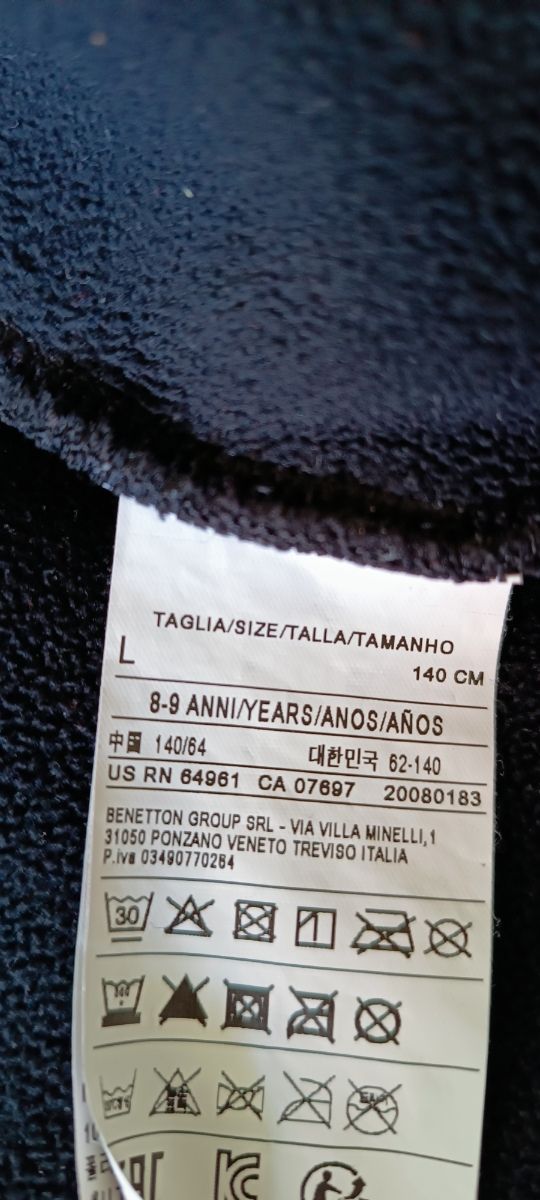 TAGLIA/SIZE/TALLA/TAMANHO
L 140 CM
8-9 ANNI/YEARS/ANOS/AÑOS
中国 140/64 대한민국 62-140
US RN 64961 CA 07697 20080183
BENETTON GROUP SRL - VIA VILLA MINELLI,1
31050 PONZANO VENETO TREVISO ITALIA
P.iva 03490770264
30